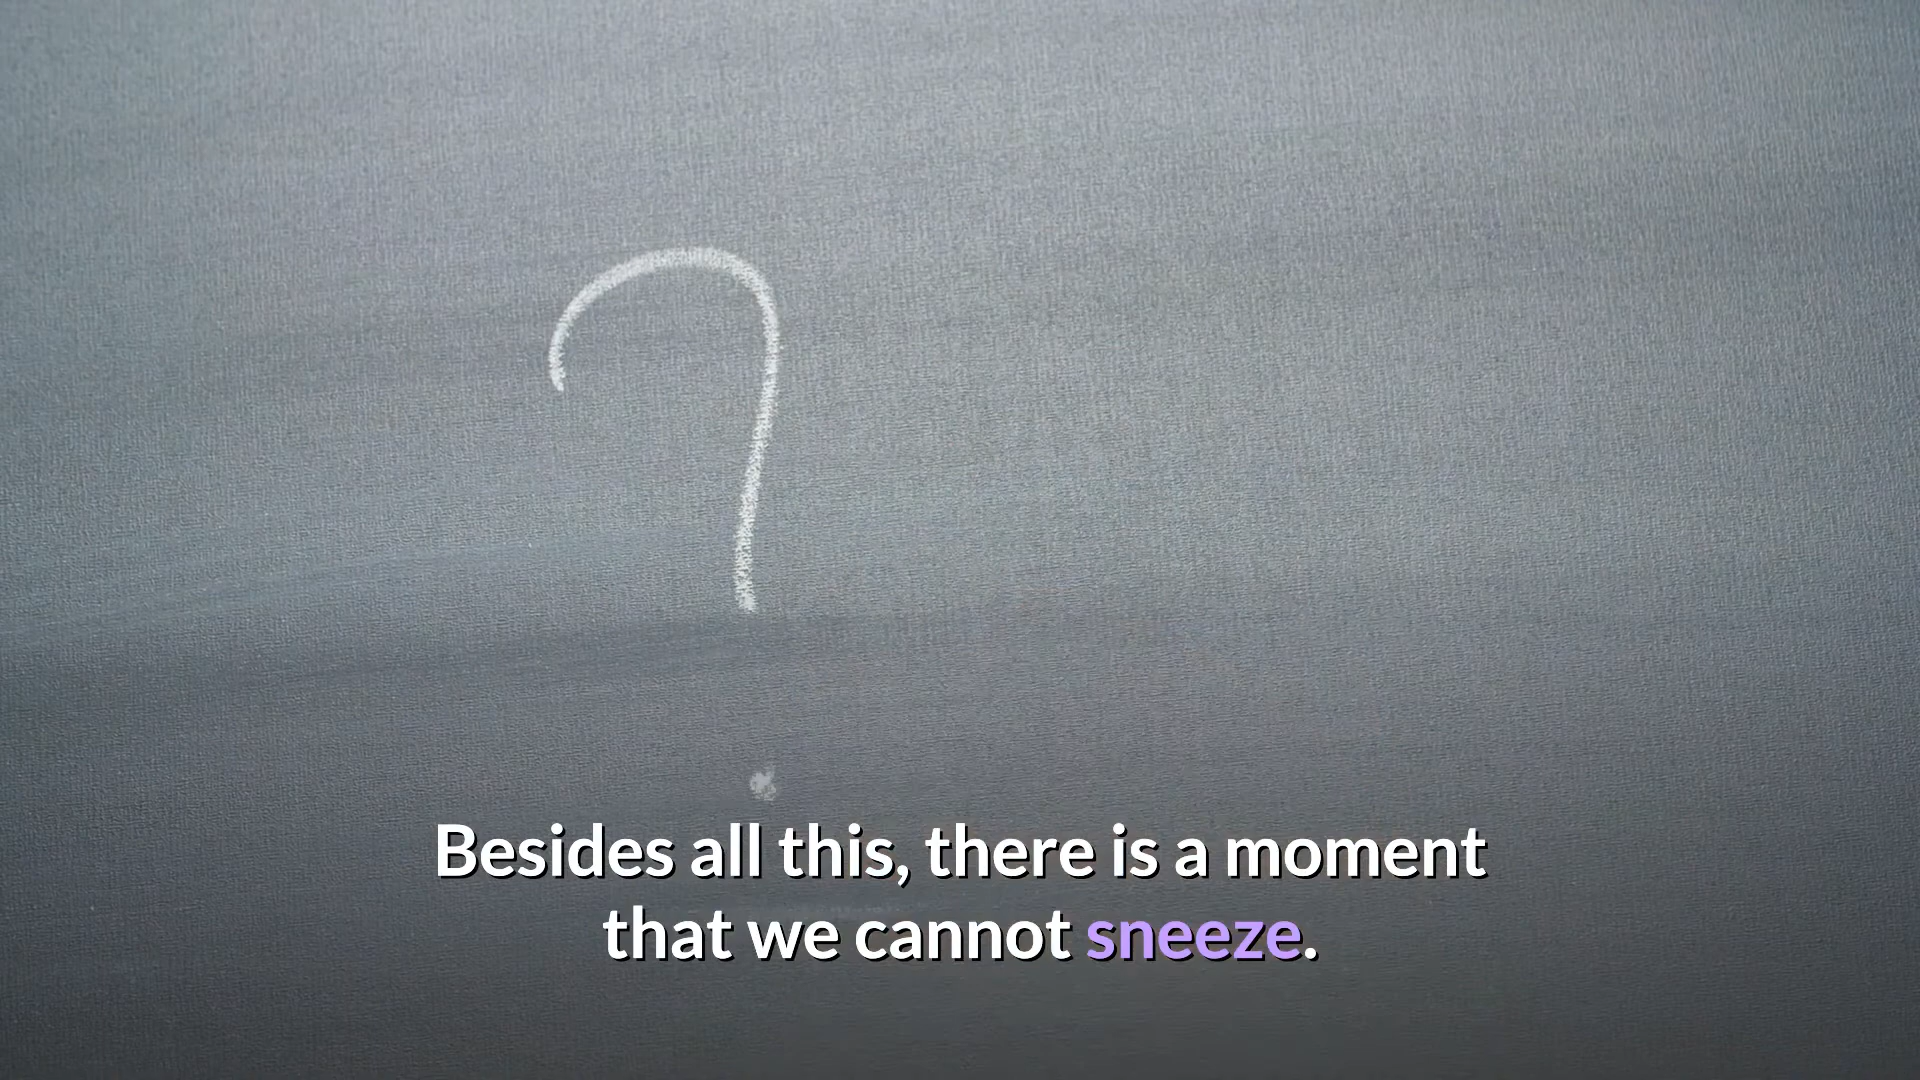 ?
Besides all this, there is a moment
that we cannot sneeze.